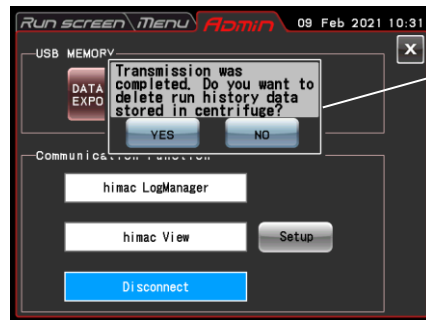 Run screen Menu Admin 09 Feb 2021 10:31
USB MEMORY
X
DATA
EXPO
Transmission was
completed. Do you want to
delete run history data
stored in centrifuge?
YES NO
Communication Function
himac LogManager
himac View Setup
Disconnect